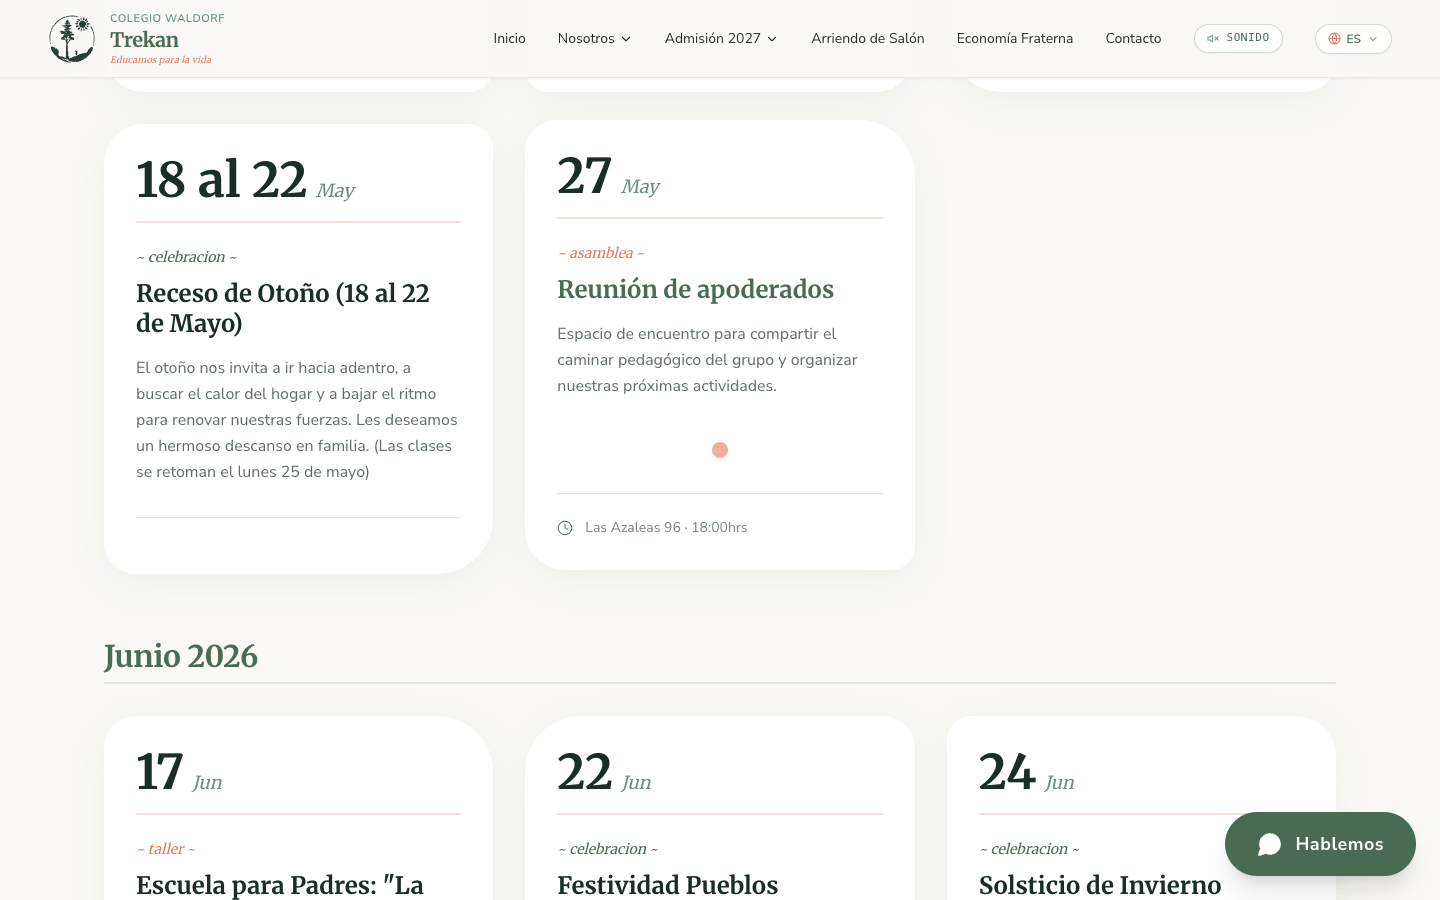 COLEGIO WALDORF
Trekan
Educamos para la vida
Inicio
Nosotros
Admisión 2027
Arriendo de Salón
Economía Fraterna
Contacto
SONIDO
ES
18 al 22 May
~ celebracion ~
Receso de Otoño (18 al 22
de Mayo)
El otoño nos invita a ir hacia adentro, a
buscar el calor del hogar y a bajar el ritmo
para renovar nuestras fuerzas. Les deseamos
un hermoso descanso en familia. (Las clases
se retoman el lunes 25 de mayo)
27 May
~ asamblea ~
Reunión de apoderados
Espacio de encuentro para compartir el
caminar pedagógico del grupo y organizar
nuestras próximas actividades.
Las Azaleas 96 · 18:00hrs
Junio 2026
17 Jun
~ taller ~
Escuela para Padres: "La
22 Jun
~ celebracion ~
Festividad Pueblos
24 Jun
~ celebracion ~
Solsticio de Invierno
Hablemos